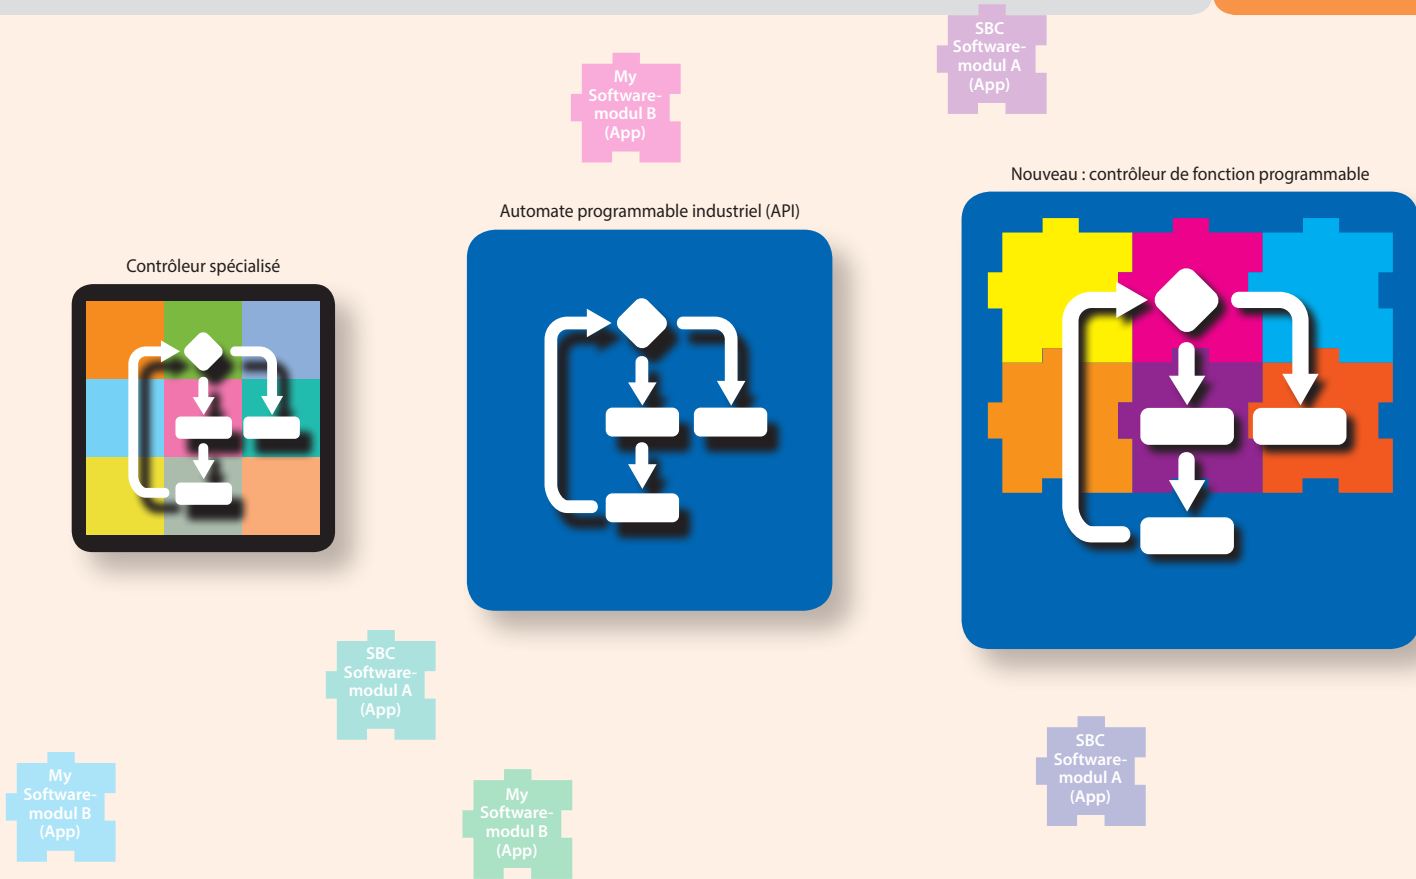 SBC
Software-
modul A
(App)
My
Software-
modul B
(App)
Nouveau : contrôleur de fonction programmable
Automate programmable industriel (API)
Contrôleur spécialisé
SBC
Software-
modul A
(App)
SBC
Software-
modul A
(App)
My
Software-
modul B
(App)
My
Software-
modul B
(App)